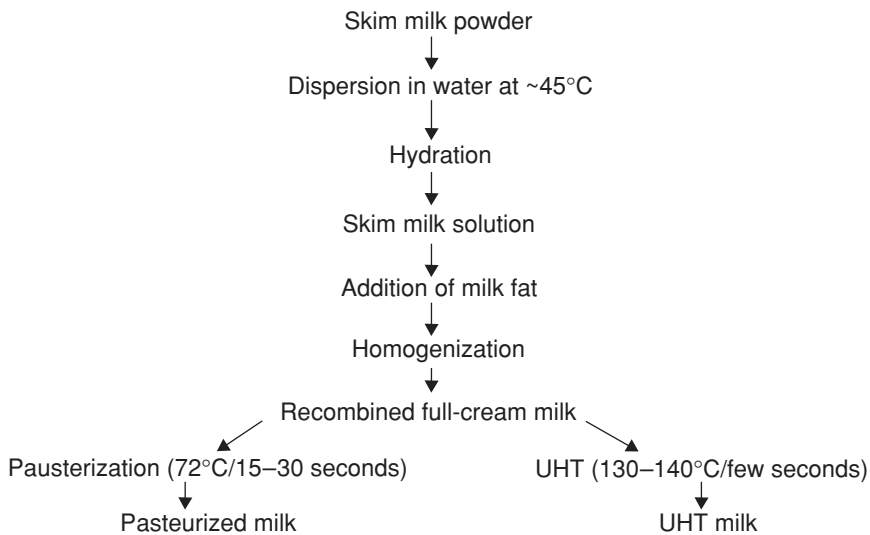 Skim milk powder
Dispersion in water at ~45°C
Hydration
Skim milk solution
Addition of milk fat
Homogenization
Recombined full-cream milk
Pausterization (72°C/15–30 seconds)
UHT (130–140°C/few seconds)
Pasteurized milk
UHT milk